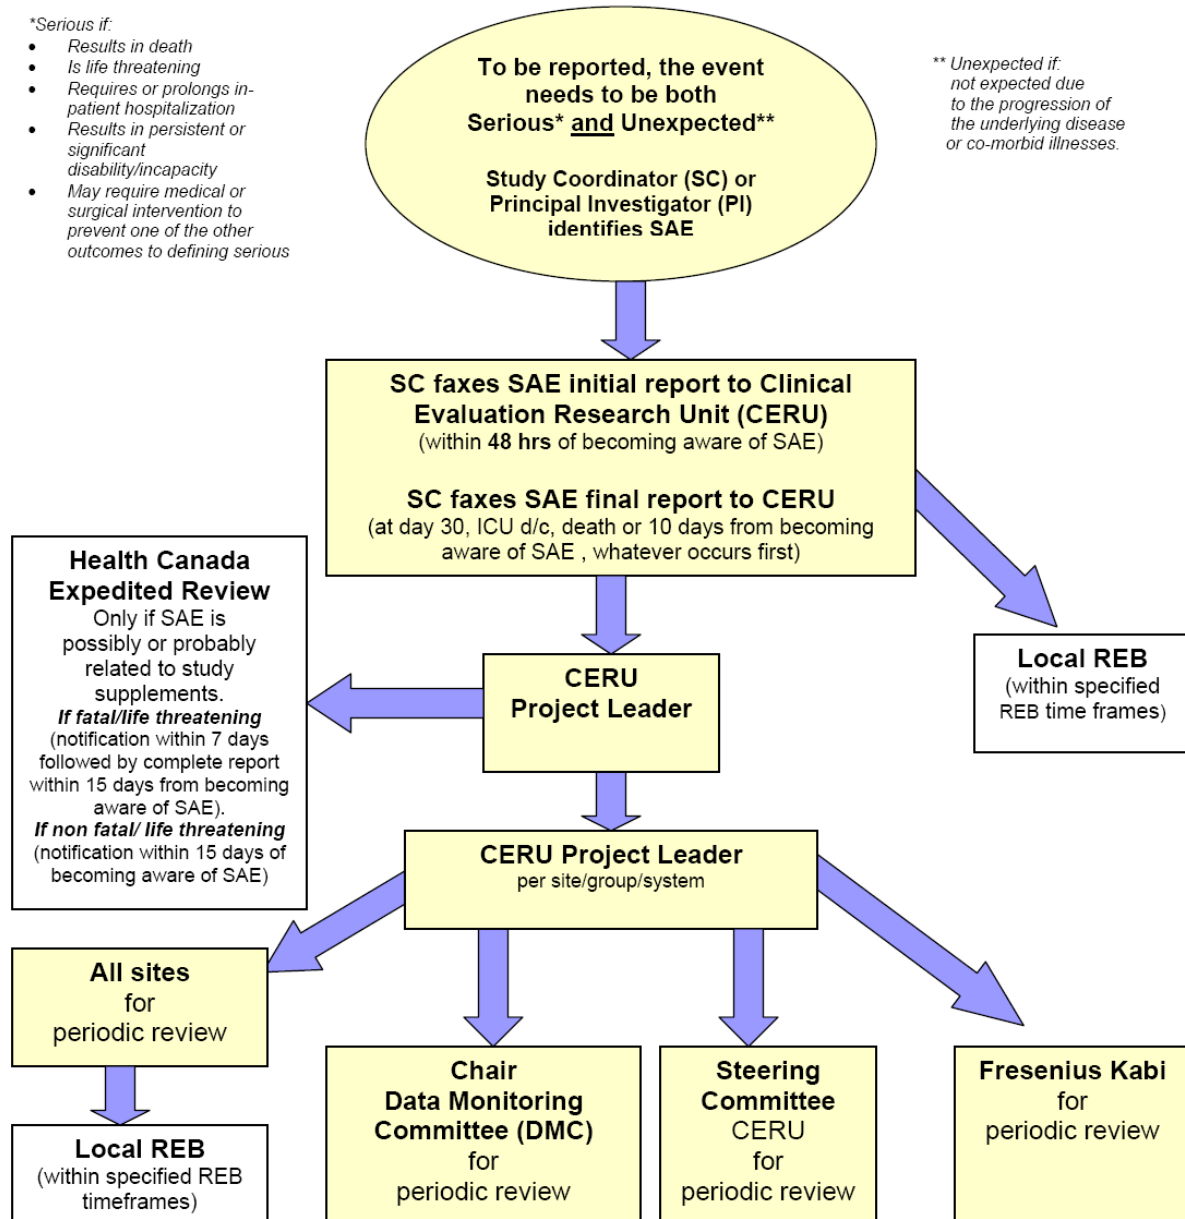 *Serious if:
• Results in death
• Is life threatening
• Requires or prolongs in-
patient hospitalization
• Results in persistent or
significant
disability/incapacity
• May require medical or
surgical intervention to
prevent one of the other
outcomes to defining serious
To be reported, the event
needs to be both
Serious* and Unexpected**
Study Coordinator (SC) or
Principal Investigator (PI)
identifies SAE
** Unexpected if:
not expected due
to the progression of
the underlying disease
or co-morbid illnesses.
SC faxes SAE initial report to Clinical
Evaluation Research Unit (CERU)
(within 48 hrs of becoming aware of SAE)
SC faxes SAE final report to CERU
(at day 30, ICU d/c, death or 10 days from becoming
aware of SAE , whatever occurs first)
Health Canada
Expedited Review
Only if SAE is
possibly or probably
related to study
supplements.
If fatal/life threatening
(notification within 7 days
followed by complete report
within 15 days from becoming
aware of SAE).
If non fatal/ life threatening
(notification within 15 days of
becoming aware of SAE)
CERU
Project Leader
Local REB
(within specified
REB time frames)
CERU Project Leader
per site/group/system
All sites
for
periodic review
Local REB
(within specified REB
timeframes)
Chair
Data Monitoring
Committee (DMC)
for
periodic review
Steering
Committee
CERU
for
periodic review
Fresenius Kabi
for
periodic review